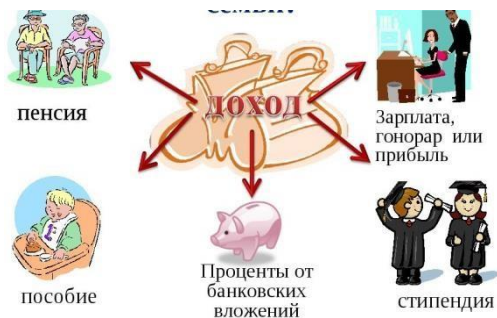 ДОХОД
пенсия
Зарплата,
гонорар или
прибыль
пособие
Проценты от
банковских
вложений
стипендия